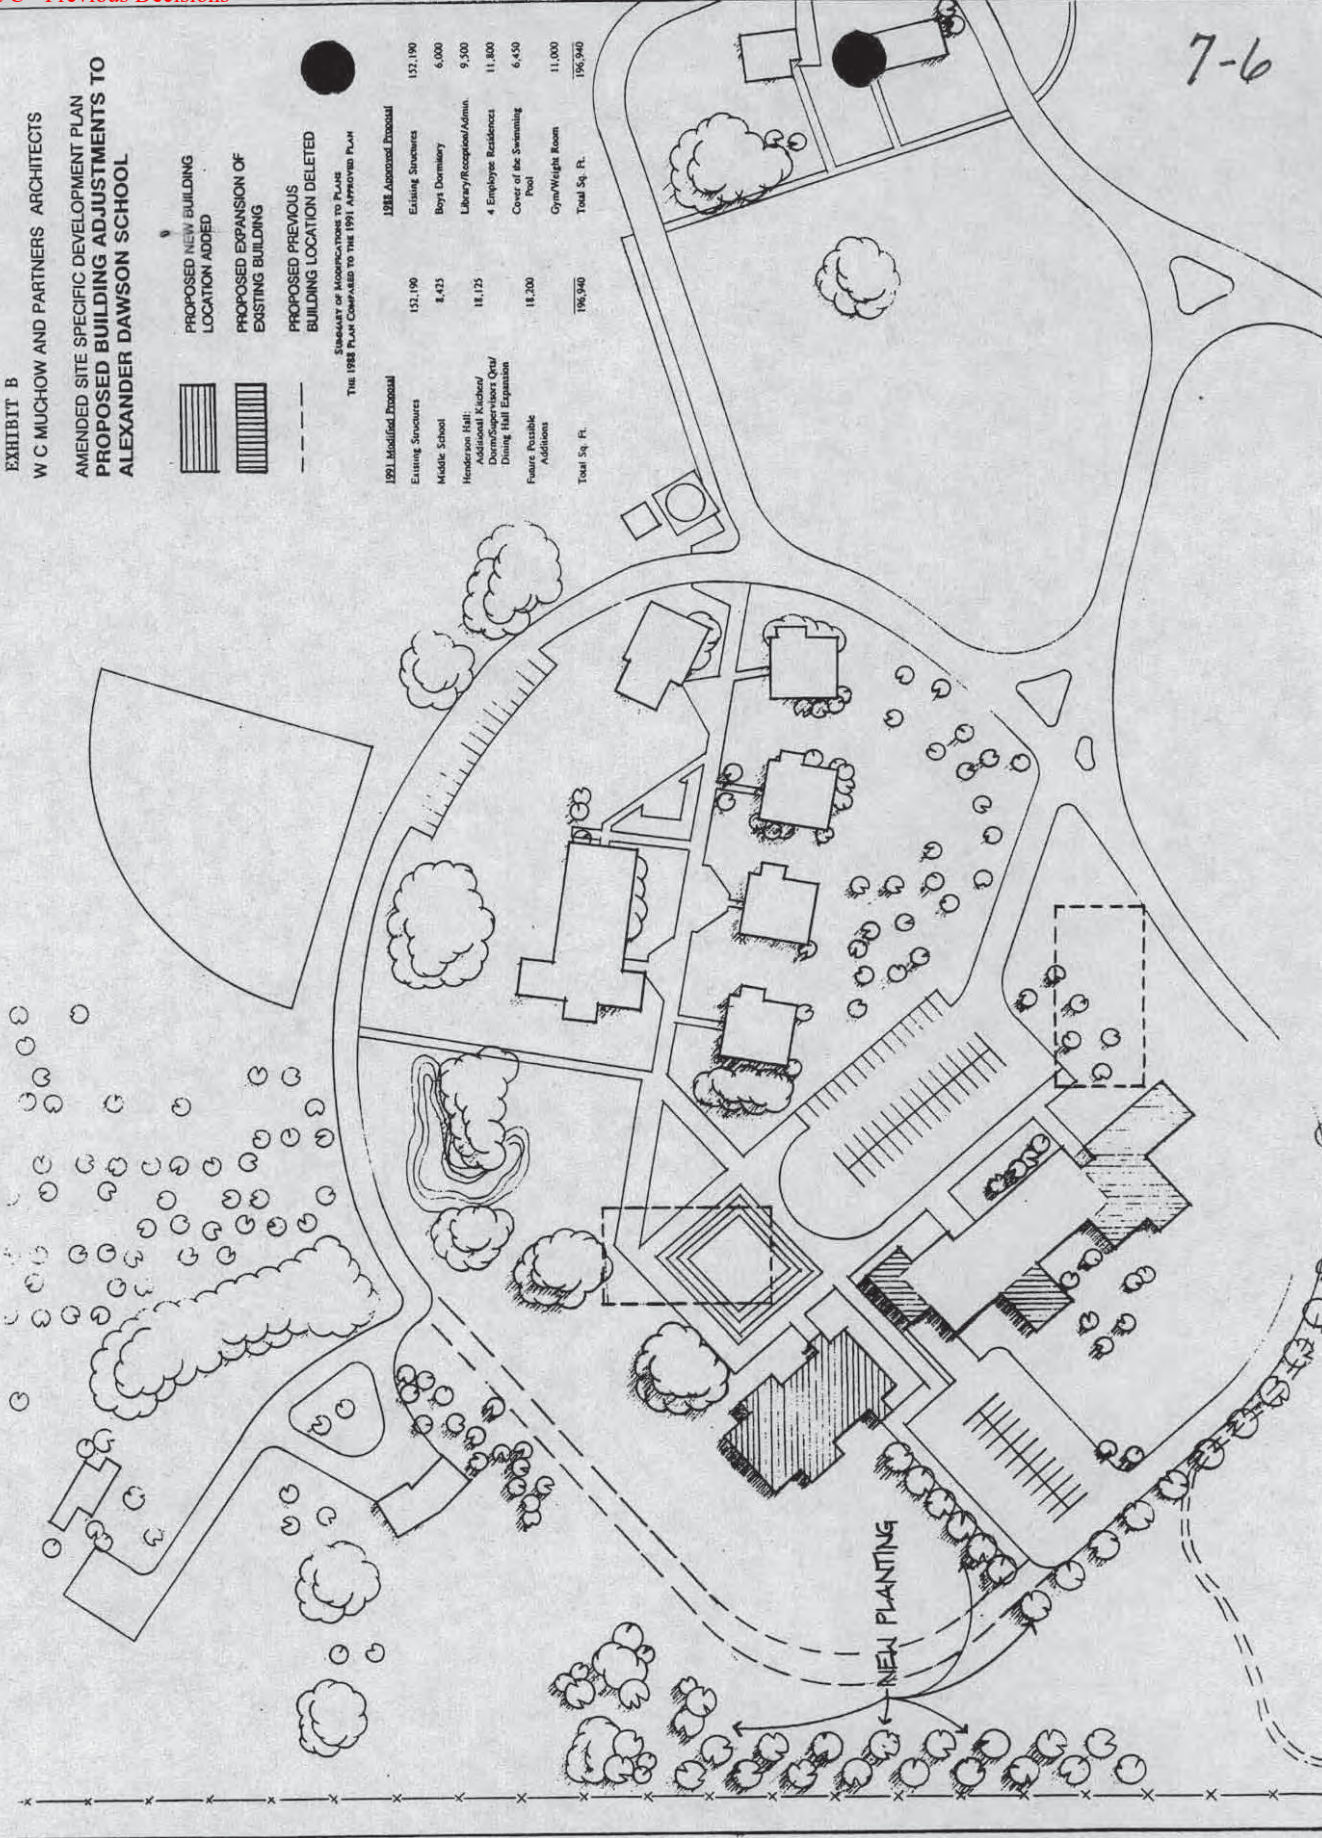 C - Previous Decisions
7-6
EXHIBIT B
W C MUCHOW AND PARTNERS ARCHITECTS
AMENDED SITE SPECIFIC DEVELOPMENT PLAN
PROPOSED BUILDING ADJUSTMENTS TO
ALEXANDER DAWSON SCHOOL
PROPOSED NEW BUILDING
LOCATION ADDED
PROPOSED EXPANSION OF
EXISTING BUILDING
PROPOSED PREVIOUS
BUILDING LOCATION DELETED
SUMMARY OF MODIFICATIONS TO PLANS
THE 1988 PLAN COMPARED TO THE 1991 APPROVED PLAN
1991 Modified Proposal
Existing Structures 152,190
Middle School 8,425
Henderson Hall: 18,125
Additional Kitchen/
Dorm/Supervisors Qrts/
Dining Hall Expansion
Future Possible 18,200
Additions
Total Sq. Ft. 196,940
1988 Approved Proposal
Existing Structures 152,190
Boys Dormitory 6,000
Library/Reception/Admin. 9,500
4 Employee Residences 11,800
Cover of the Swimming 6,450
Pool
Gym/Weight Room 11,000
Total Sq. Ft. 196,940
NEW PLANTING